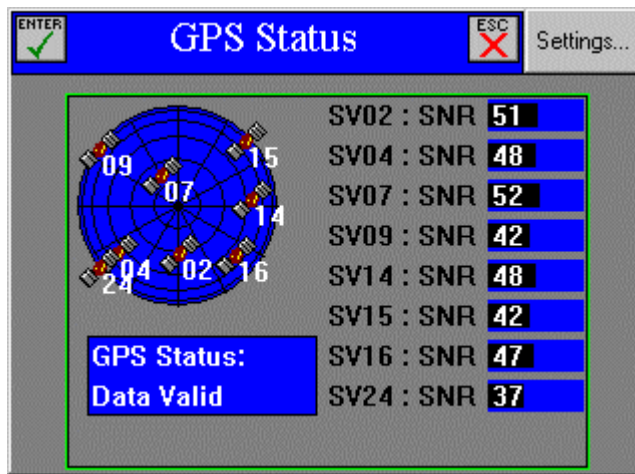 ENTER
GPS Status
ESC
Settings...
09
15
07
14
04
02
16
24
SV02 : SNR 51
SV04 : SNR 48
SV07 : SNR 52
SV09 : SNR 42
SV14 : SNR 48
SV15 : SNR 42
SV16 : SNR 47
SV24 : SNR 37
GPS Status:
Data Valid